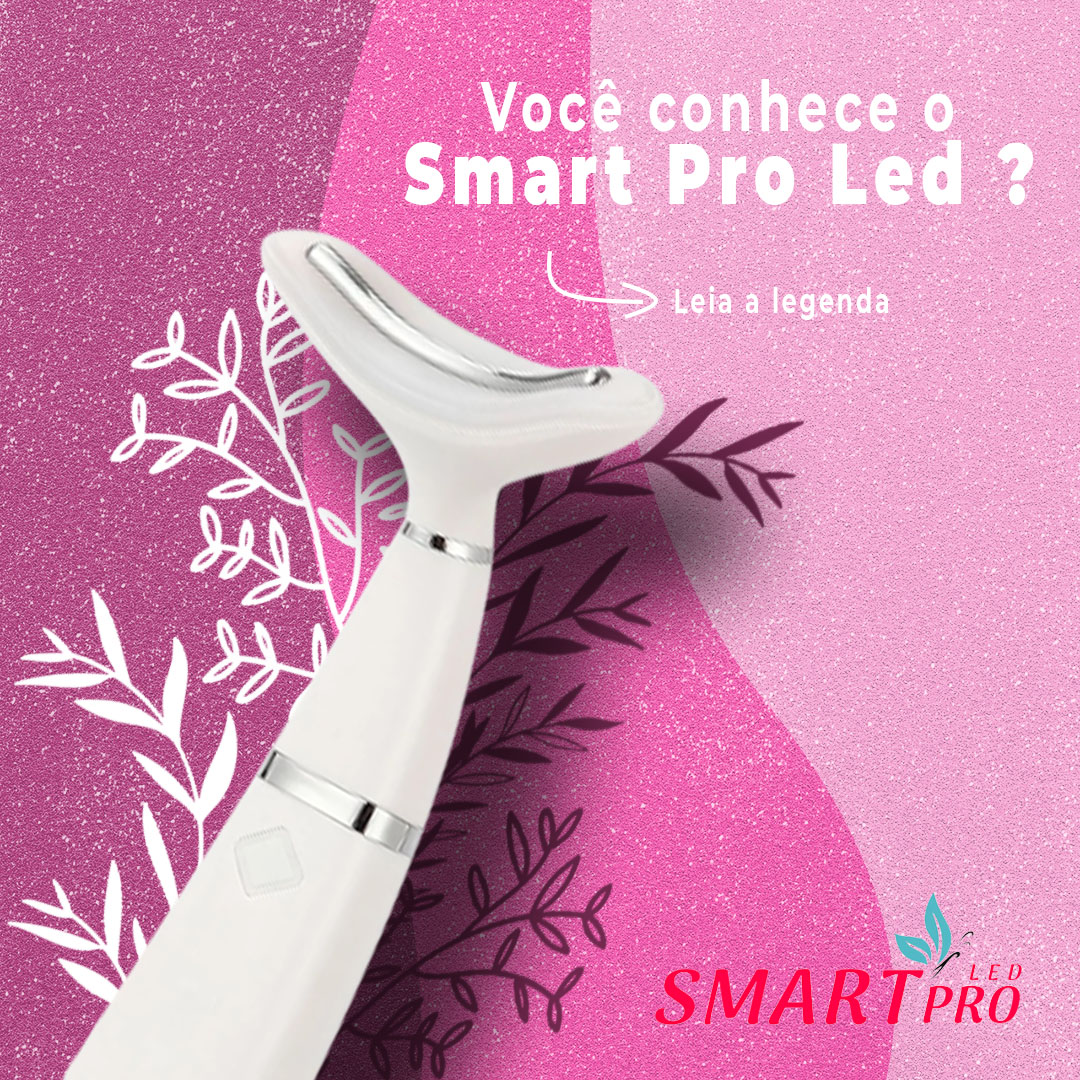 Você conhece o
Smart Pro Led ?
Leia a legenda
SMART LED
PRO